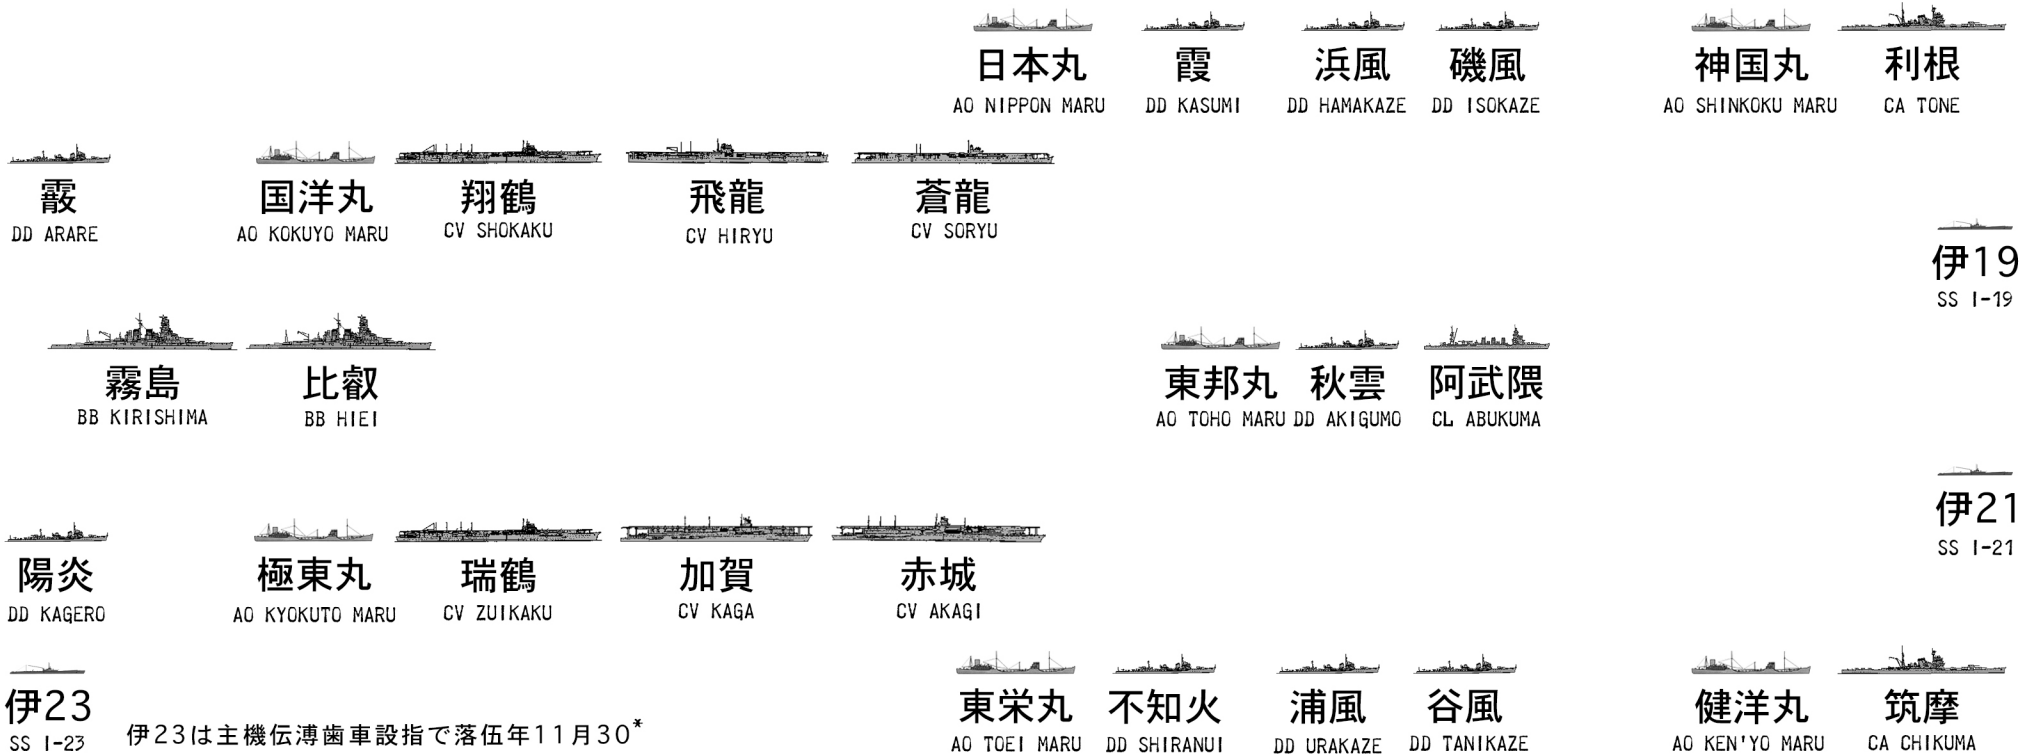 日本丸 霞 浜風 磯風 神国丸 利根
AO NIPPON MARU DD KASUMI DD HAMAKAZE DD ISOKAZE AO SHINKOKU MARU CA TONE
霰 国洋丸 翔鶴 飛龍 蒼龍
DD ARARE AO KOKUYO MARU CV SHOKAKU CV HIRYU CV SORYU
伊19
SS I-19
霧島 比叡 東邦丸 秋雲 阿武隈
BB KIRISHIMA BB HIEI AO TOHO MARU DD AKIGUMO CL ABUKUMA
伊21
SS I-21
陽炎 極東丸 瑞鶴 加賀 赤城
DD KAGERO AO KYOKUTO MARU CV ZUIKAKU CV KAGA CV AKAGI
伊23 東栄丸 不知火 浦風 谷風 健洋丸 筑摩
SS I-23 AO TOEI MARU DD SHIRANUI DD URAKAZE DD TANIKAZE AO KEN'YO MARU CA CHIKUMA
伊23は主機伝溥歯車設指で落伍年11月30*